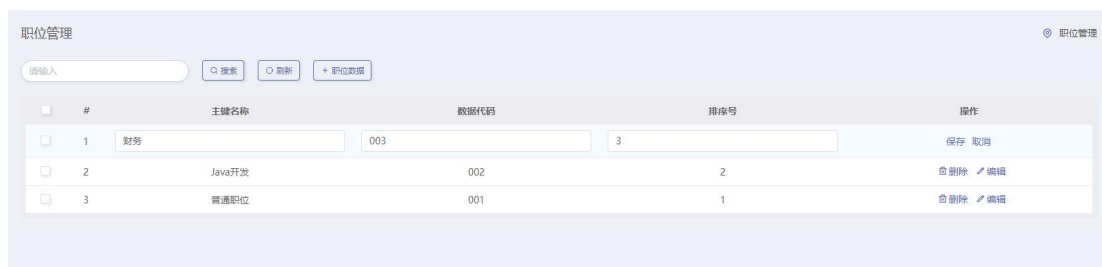 职位管理 职位管理
请输入 搜索 刷新 + 职位数据
# 主键名称 数据代码 排序号 操作
1 财务 003 3 保存 取消
2 Java开发 002 2 删除 编辑
3 普通职位 001 1 删除 编辑